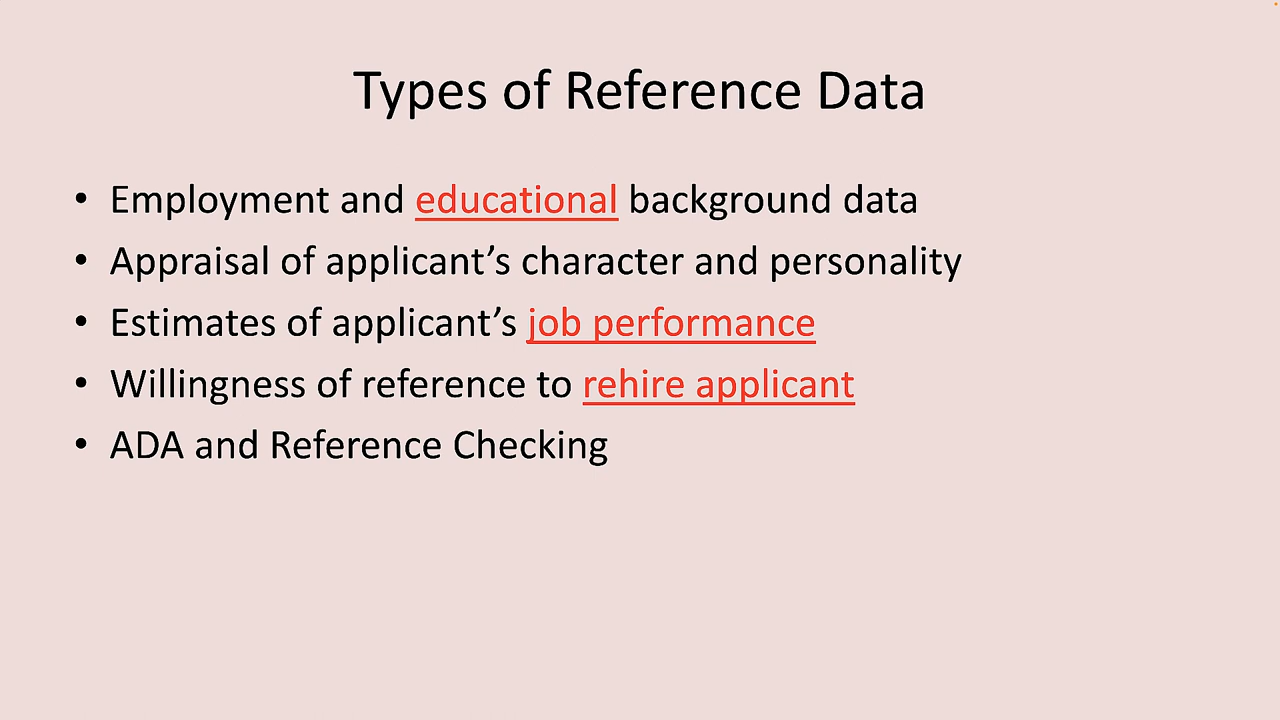 Types of Reference Data
• Employment and educational background data
• Appraisal of applicant’s character and personality
• Estimates of applicant’s job performance
• Willingness of reference to rehire applicant
• ADA and Reference Checking